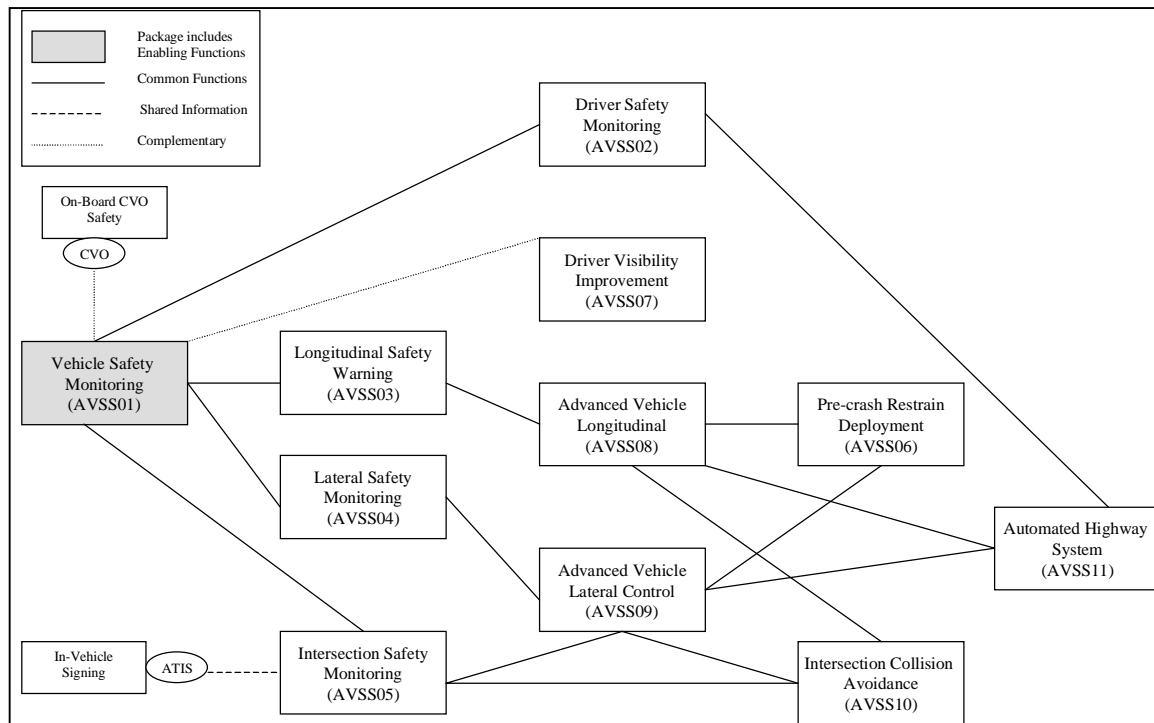 Package includes
Enabling Functions
Common Functions
Shared Information
Complementary
Driver Safety
Monitoring
(AVSS02)
On-Board CVO
Safety
CVO
Driver Visibility
Improvement
(AVSS07)
Vehicle Safety
Monitoring
(AVSS01)
Longitudinal Safety
Warning
(AVSS03)
Advanced Vehicle
Longitudinal
(AVSS08)
Pre-crash Restrain
Deployment
(AVSS06)
Lateral Safety
Monitoring
(AVSS04)
Automated Highway
System
(AVSS11)
Advanced Vehicle
Lateral Control
(AVSS09)
In-Vehicle
Signing
ATIS
Intersection Safety
Monitoring
(AVSS05)
Intersection Collision
Avoidance
(AVSS10)